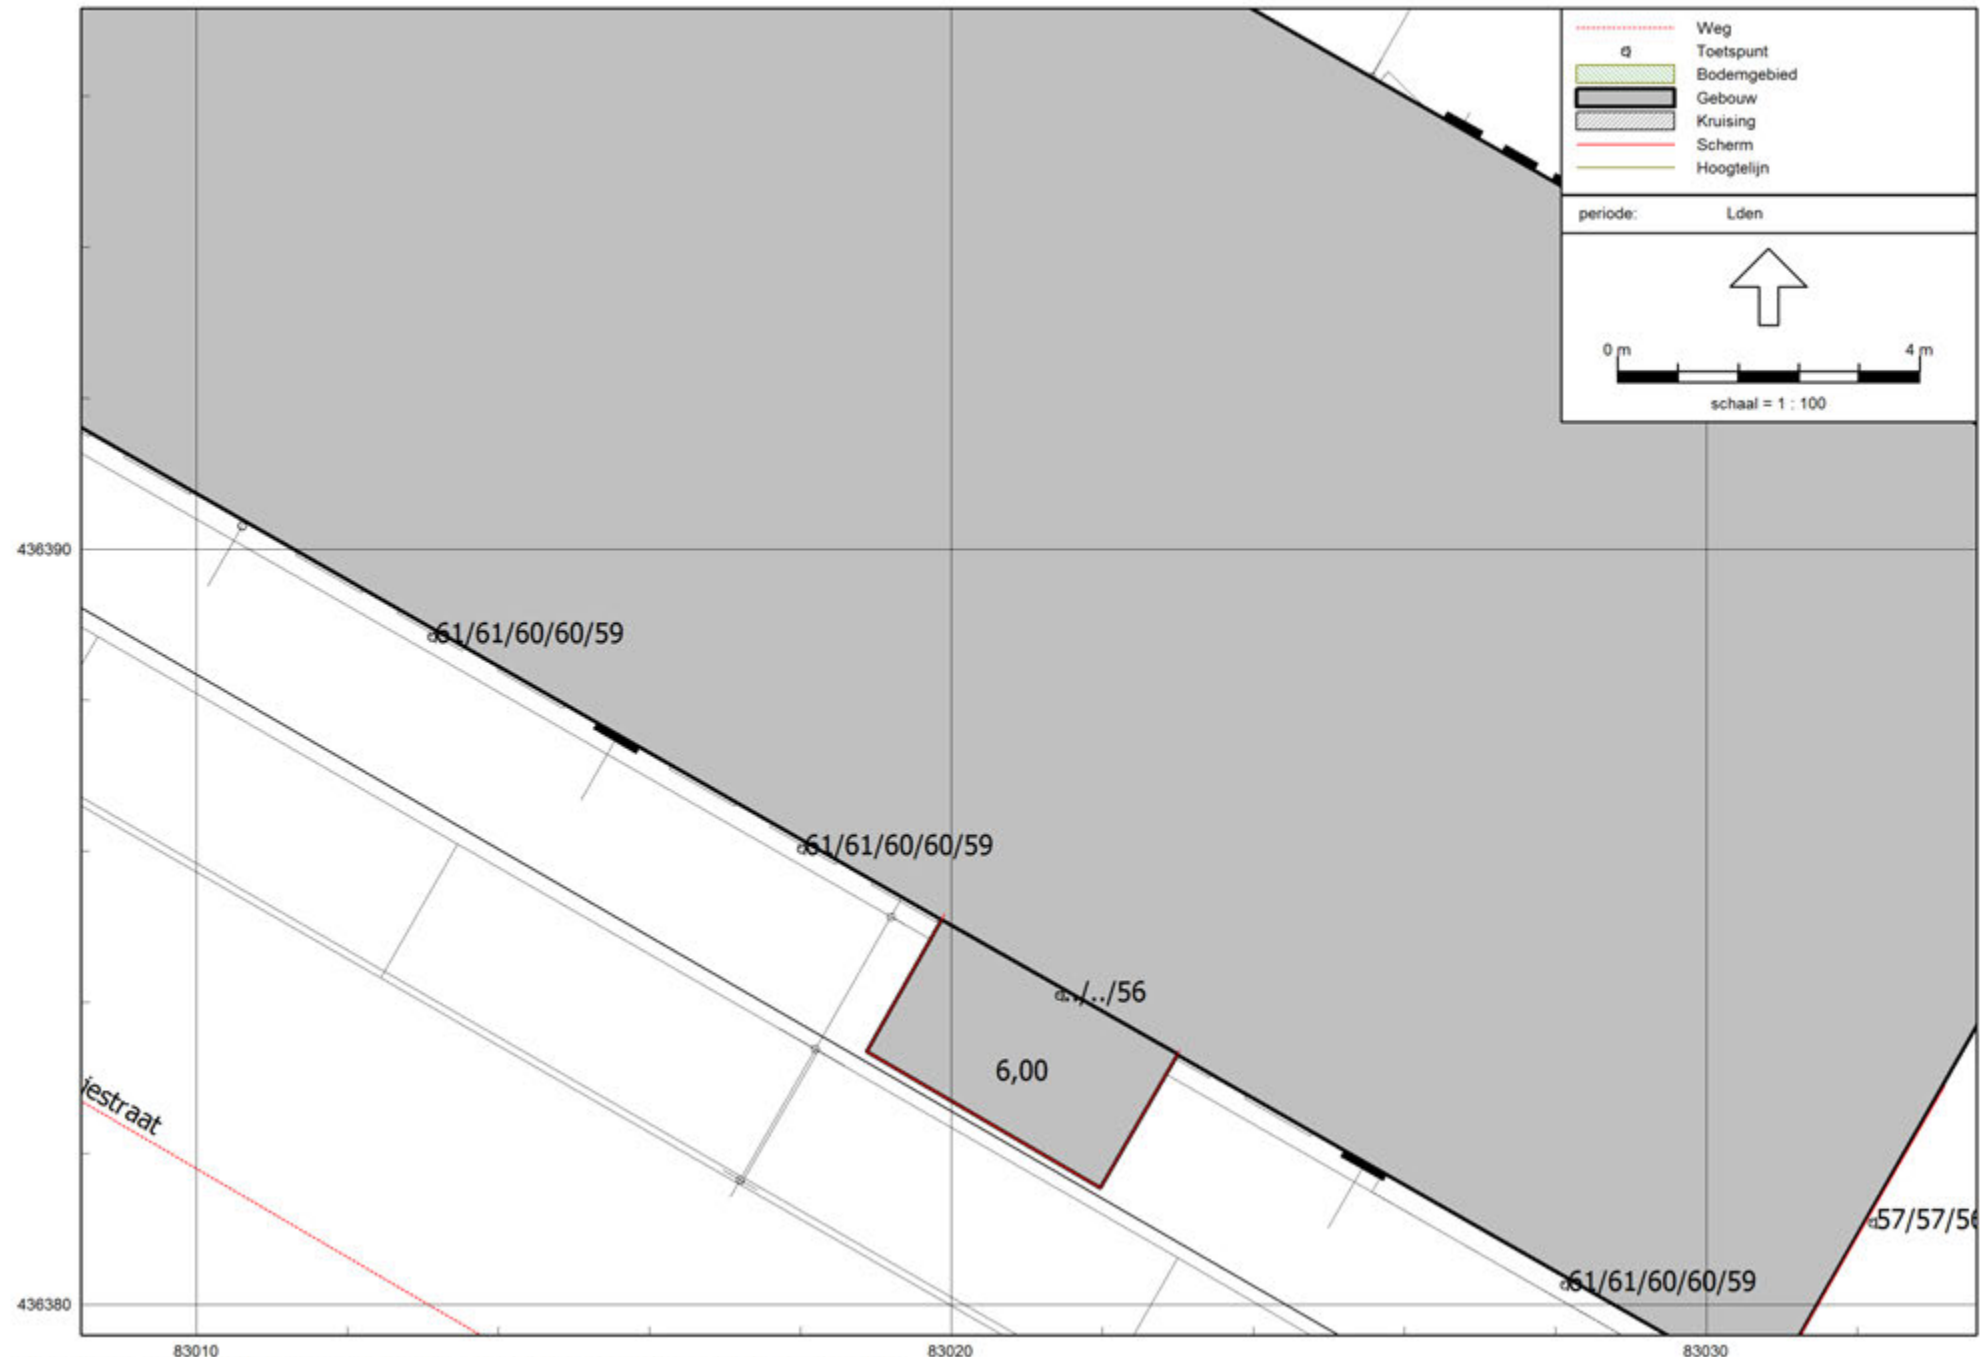 Weg
Toetspunt
Bodemgebied
Gebouw
Kruising
Scherm
Hoogtelijn
periode: Lden
0 m 4 m
schaal = 1 : 100
436390
61/61/60/60/59
61/61/60/60/59
../../56
6,00
iestraat
57/57/56
61/61/60/60/59
436380
83010 83020 83030